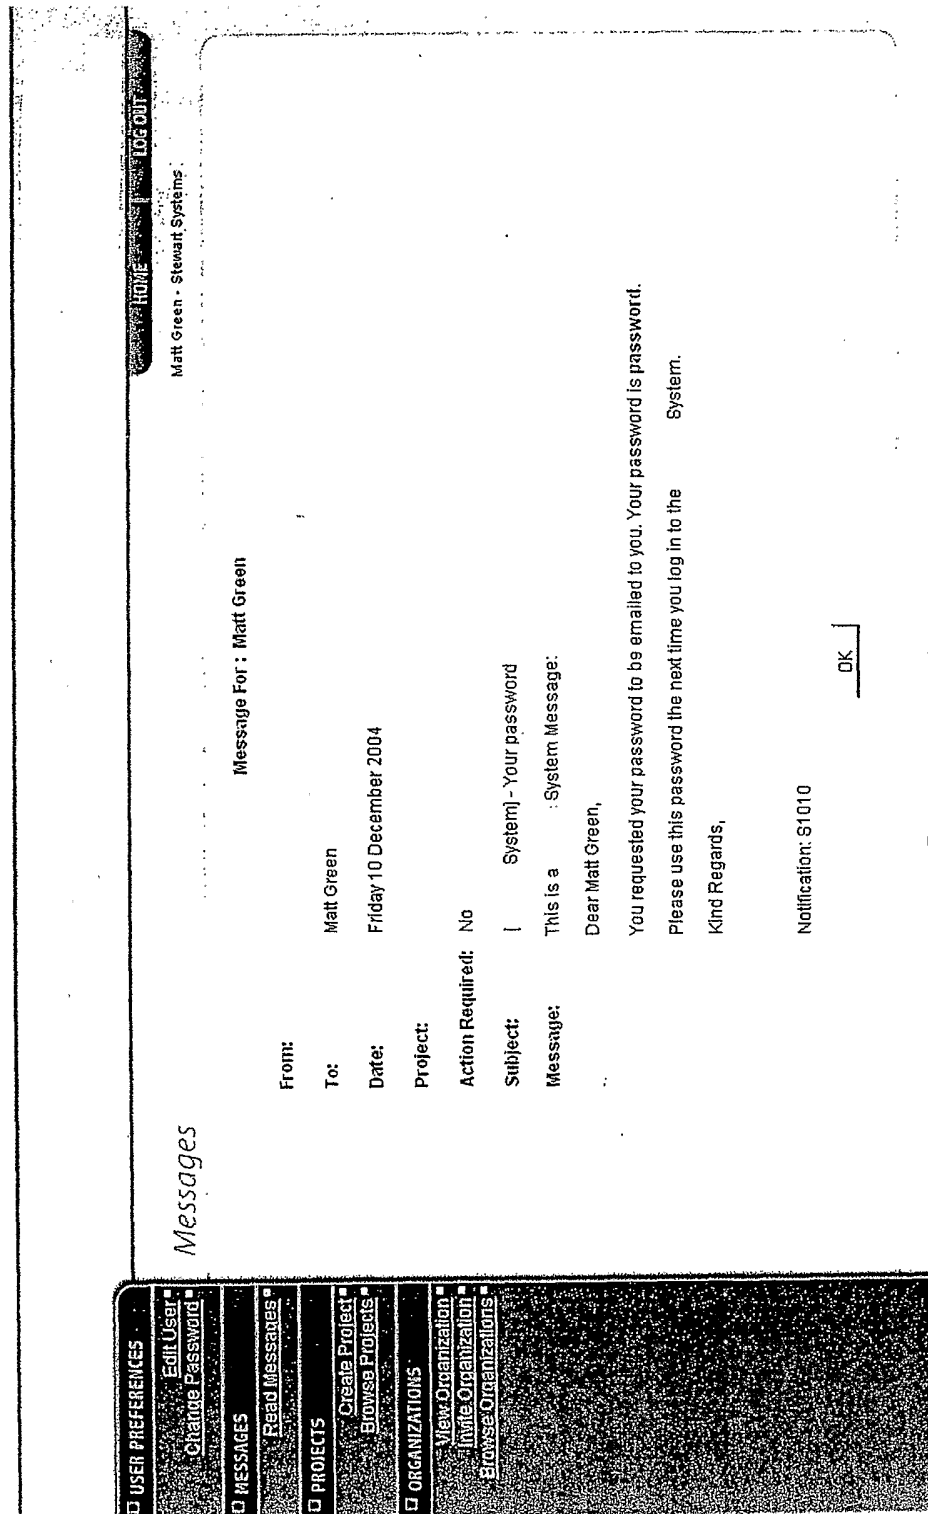 HOME LOG OUT
Matt Green - Stewart Systems
USER PREFERENCES
Edit User
Change Password
MESSAGES
Read Messages
PROJECTS
Create Project
Browse Projects
ORGANIZATIONS
View Organization
Invite Organization
Browse Organizations
Messages
Message For : Matt Green
From:
To: Matt Green
Date: Friday 10 December 2004
Project:
Action Required: No
Subject: [ System] - Your password
Message: This is a : System Message:
Dear Matt Green,
You requested your password to be emailed to you. Your password is password.
Please use this password the next time you log in to the System.
Kind Regards,
Notification: S1010
OK